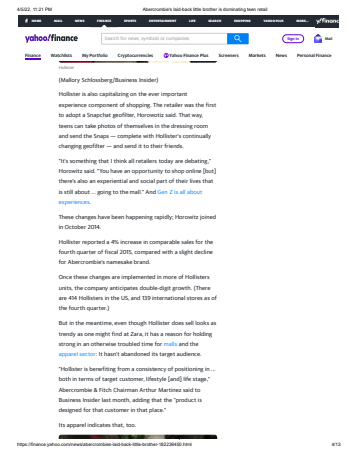 4/5/22, 11:21 PM Abercrombie's laid-back little brother is dominating teen retail
HOME MAIL NEWS FINANCE SPORTS ENTERTAINMENT LIFE SEARCH SHOPPING YAHOO PLUS MORE...
yahoo!finance
Search for news, symbols or companies
Sign in
Mail
Finance Watchlists My Portfolio Cryptocurrencies Yahoo Finance Plus Screeners Markets News Personal Finance
Hollister
(Mallory Schlossberg/Business Insider)
Hollister is also capitalizing on the ever important
experience component of shopping. The retailer was the first
to adopt a Snapchat geofilter, Horowitz said. That way,
teens can take photos of themselves in the dressing room
and send the Snaps — complete with Hollister's continually
changing geofilter — and send it to their friends.
"It's something that I think all retailers today are debating,"
Horowitz said. "You have an opportunity to shop online [but]
there's also an experiential and social part of their lives that
is still about ... going to the mall." And Gen Z is all about
experiences.
These changes have been happening rapidly; Horowitz joined
in October 2014.
Hollister reported a 4% increase in comparable sales for the
fourth quarter of fiscal 2015, compared with a slight decline
for Abercrombie's namesake brand.
Once these changes are implemented in more of Hollisters
units, the company anticipates double-digit growth. (There
are 414 Hollisters in the US, and 139 international stores as of
the fourth quarter.)
But in the meantime, even though Hollister does sell looks as
trendy as one might find at Zara, it has a reason for holding
strong in an otherwise troubled time for malls and the
apparel sector: It hasn't abandoned its target audience.
"Hollister is benefiting from a consistency of positioning in ...
both in terms of target customer, lifestyle [and] life stage,"
Abercrombie & Fitch Chairman Arthur Martinez said to
Business Insider last month, adding that the "product is
designed for that customer in that place."
Its apparel indicates that, too.
https://finance.yahoo.com/news/abercrombies-laid-back-little-brother-182238450.html 4/12